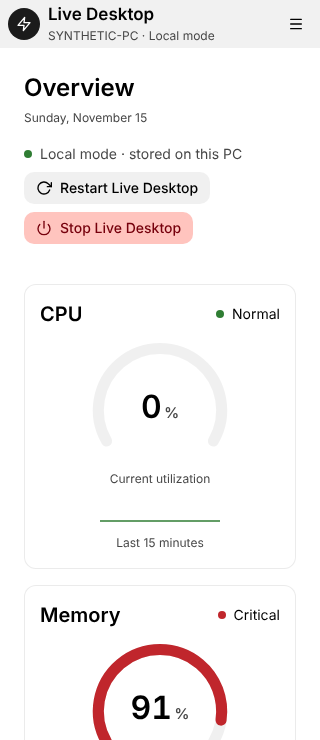 Live Desktop
SYNTHETIC-PC · Local mode
Overview
Sunday, November 15
Local mode · stored on this PC
Restart Live Desktop
Stop Live Desktop
CPU
Normal
0 %
Current utilization
Last 15 minutes
Memory
Critical
91 %